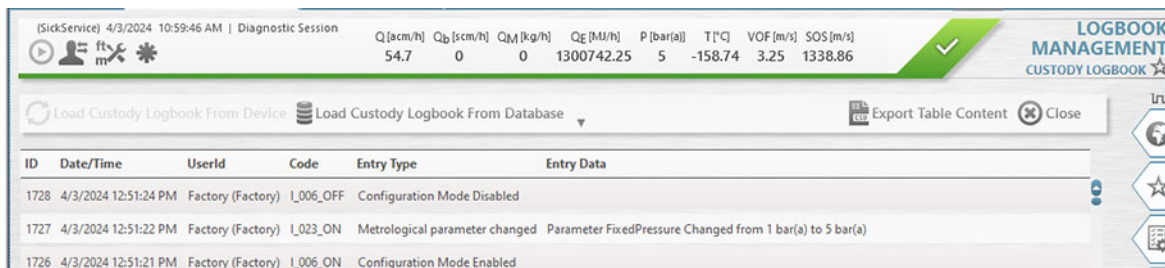 (SickService) 4/3/2024 10:59:46 AM | Diagnostic Session
Q [acm/h] Qb [scm/h] QM [kg/h] QE [MJ/h] P [bar(a)] T [°C] VOF [m/s] SOS [m/s]
54.7 0 0 1300742.25 5 -158.74 3.25 1338.86
LOGBOOK
MANAGEMENT
CUSTODY LOGBOOK
Load Custody Logbook From Device Load Custody Logbook From Database Export Table Content Close
ID Date/Time UserId Code Entry Type Entry Data
1728 4/3/2024 12:51:24 PM Factory (Factory) I_006_OFF Configuration Mode Disabled
1727 4/3/2024 12:51:22 PM Factory (Factory) I_023_ON Metrological parameter changed Parameter FixedPressure Changed from 1 bar(a) to 5 bar(a)
1726 4/3/2024 12:51:21 PM Factory (Factory) I_006_ON Configuration Mode Enabled